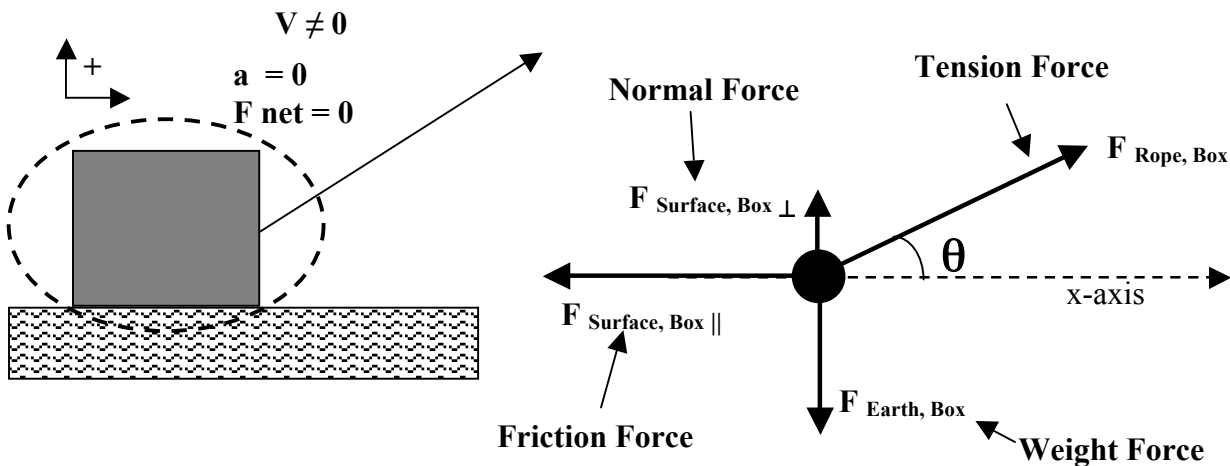 V ≠ 0
+
a = 0
F net = 0
Tension Force
Normal Force
F Rope, Box
F Surface, Box ⊥
θ
x-axis
F Surface, Box ||
F Earth, Box
Friction Force
Weight Force